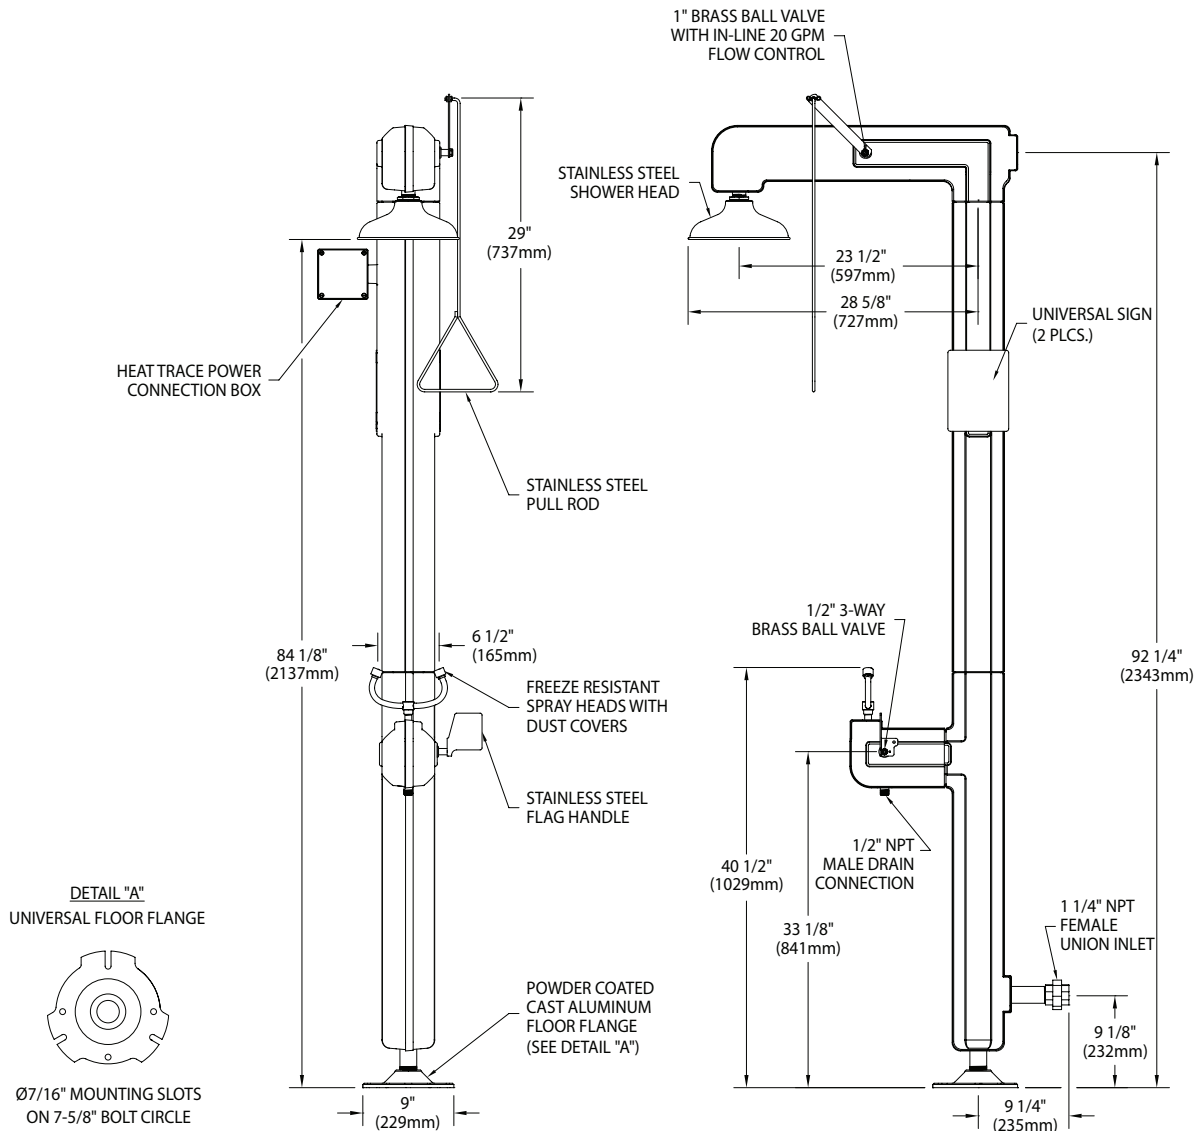 1" BRASS BALL VALVE
WITH IN-LINE 20 GPM
FLOW CONTROL
STAINLESS STEEL
SHOWER HEAD
29"
(737mm)
23 1/2"
(597mm)
28 5/8"
(727mm)
UNIVERSAL SIGN
(2 PLCS.)
HEAT TRACE POWER
CONNECTION BOX
STAINLESS STEEL
PULL ROD
84 1/8"
(2137mm)
6 1/2"
(165mm)
1/2" 3-WAY
BRASS BALL VALVE
92 1/4"
(2343mm)
FREEZE RESISTANT
SPRAY HEADS WITH
DUST COVERS
STAINLESS STEEL
FLAG HANDLE
40 1/2"
(1029mm)
1/2" NPT
MALE DRAIN
CONNECTION
33 1/8"
(841mm)
1 1/4" NPT
FEMALE
UNION INLET
DETAIL "A"
UNIVERSAL FLOOR FLANGE
POWDER COATED
CAST ALUMINUM
FLOOR FLANGE
(SEE DETAIL "A")
9 1/8"
(232mm)
Ø7/16" MOUNTING SLOTS
ON 7-5/8" BOLT CIRCLE
9"
(229mm)
9 1/4"
(235mm)